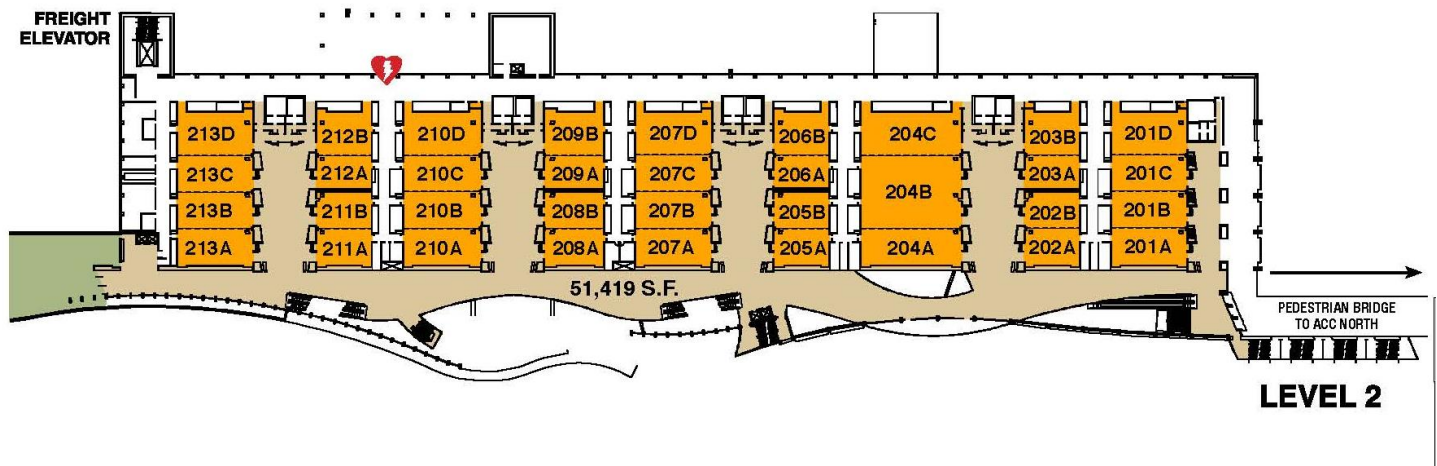 FREIGHT
ELEVATOR
213D
212B
210D
209B
207D
206B
204C
203B
201D
213C
212A
210C
209A
207C
206A
203A
201C
213B
211B
210B
208B
207B
205B
204B
202B
201B
213A
211A
210A
208A
207A
205A
204A
202A
201A
51,419 S.F.
PEDESTRIAN BRIDGE
TO ACC NORTH
LEVEL 2